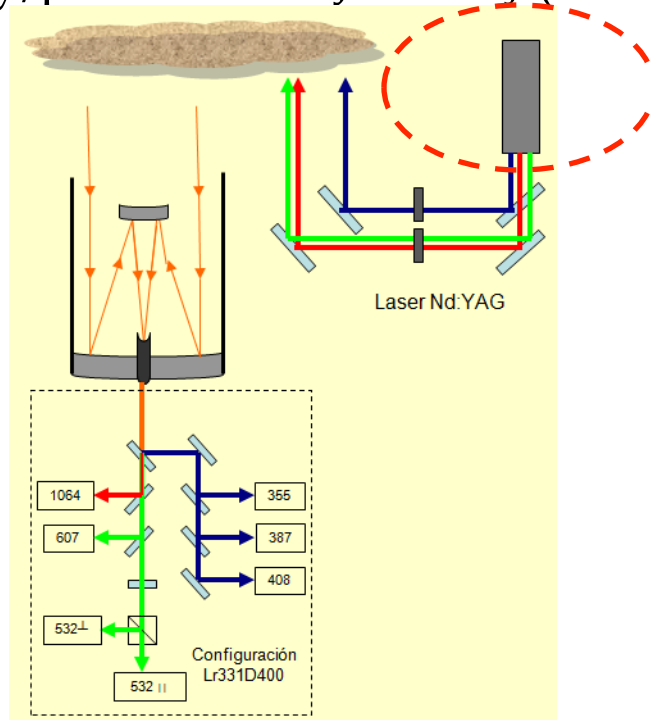 Laser Nd:YAG
1064
355
607
387
408
532⊥
Configuración
Lr331D400
532 ||